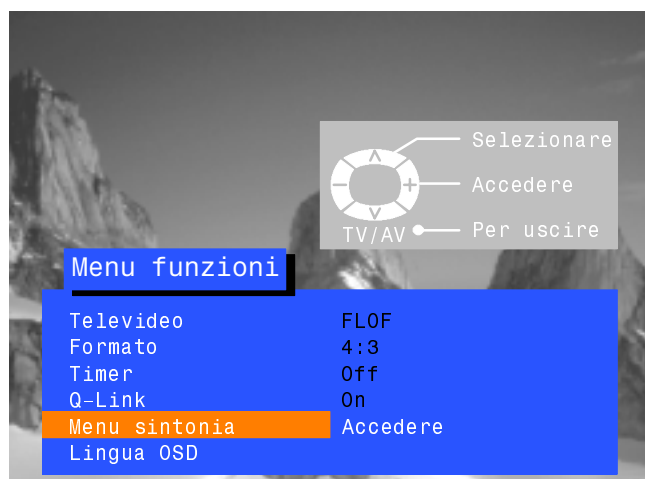 Selezionare
Accedere
TV/AV Per uscire
Menu funzioni
Televideo FLOF
Formato 4:3
Timer Off
Q-Link On
Menu sintonia Accedere
Lingua OSD